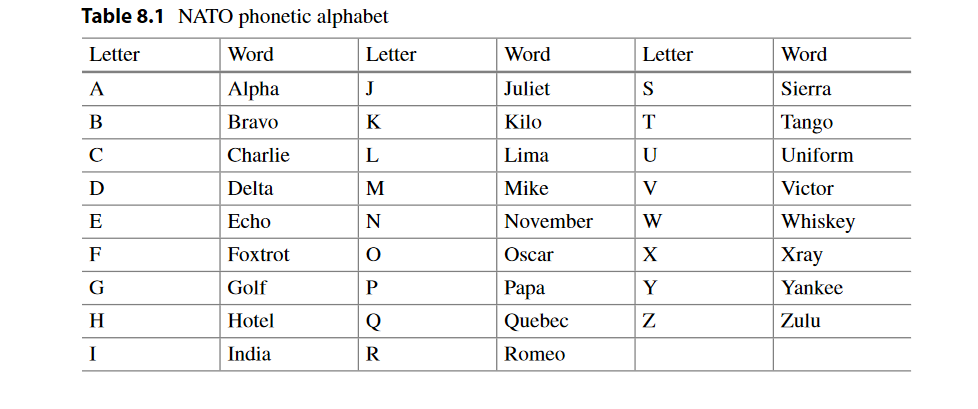 Table 8.1 NATO phonetic alphabet
Letter Word Letter Word Letter Word
A Alpha J Juliet S Sierra
B Bravo K Kilo T Tango
C Charlie L Lima U Uniform
D Delta M Mike V Victor
E Echo N November W Whiskey
F Foxtrot O Oscar X Xray
G Golf P Papa Y Yankee
H Hotel Q Quebec Z Zulu
I India R Romeo